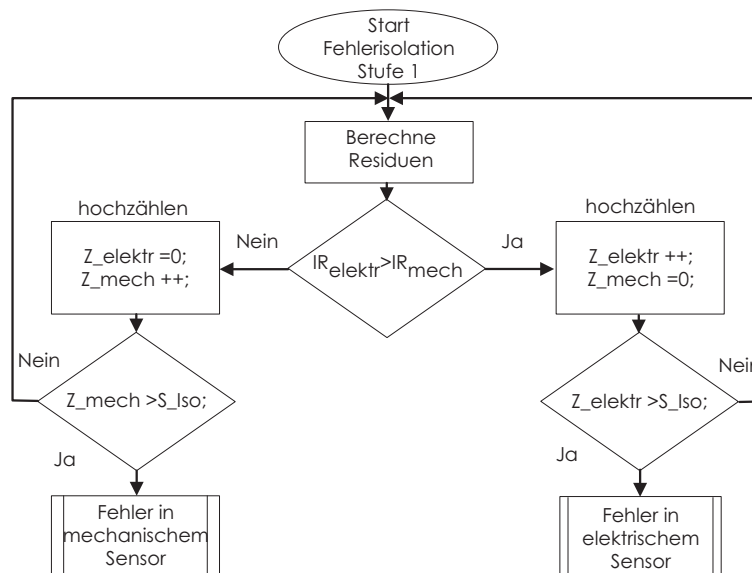 Start
Fehlerisolation
Stufe 1
Berechne
Residuen
hochzählen
Z_elektr =0;
Z_mech ++;
Nein
IRelektr>IRmech
Ja
hochzählen
Z_elektr ++;
Z_mech =0;
Nein
Z_mech >S_Iso;
Ja
Z_elektr >S_Iso;
Nein
Ja
Fehler in
mechanischem
Sensor
Fehler in
elektrischem
Sensor